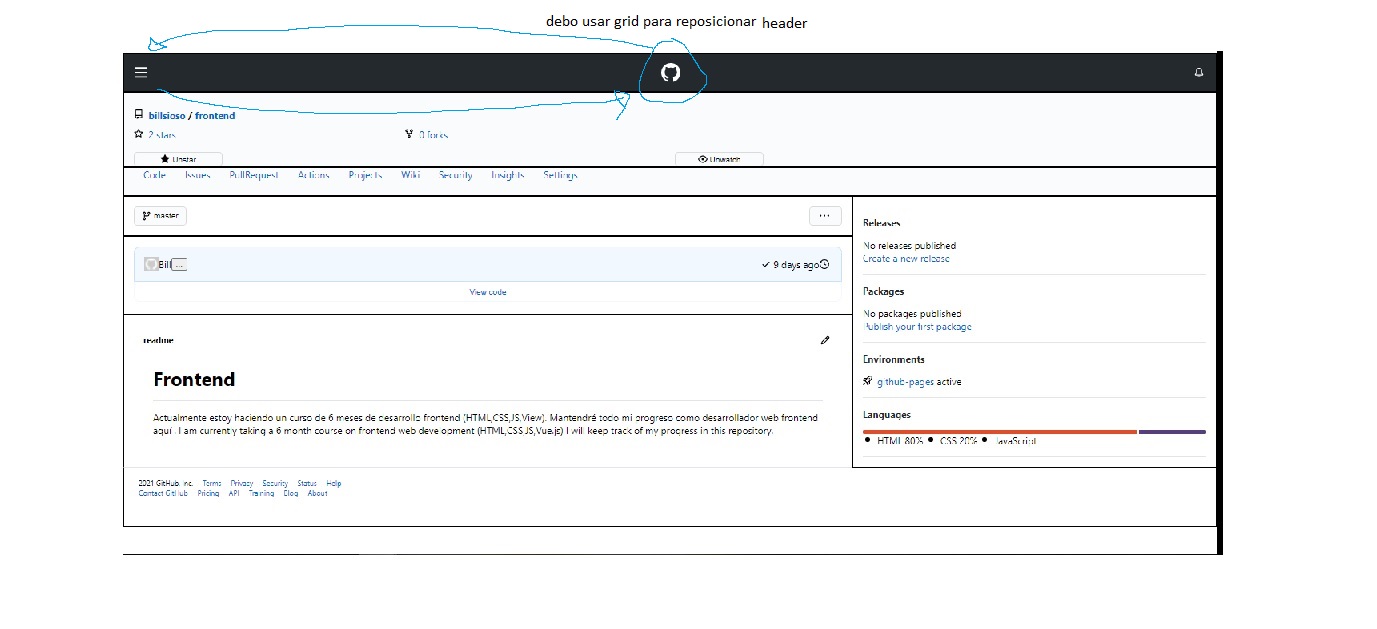 debo usar grid para reposicionar header
billsioso / frontend
2 stars
0 forks
Unstar
Unwatch
Code Issues PullRequest Actions Projects Wiki Security Insights Settings
master
...
Bill ...
9 days ago
View code
readme
Frontend
Actualmente estoy haciendo un curso de 6 meses de desarrollo frontend (HTML,CSS,JS,View). Mantendré todo mi progreso como desarrollador web frontend
aquí . I am currently taking a 6 month course on frontend web development (HTML,CSS,JS,Vue.js) I will keep track of my progress in this repository.
Releases
No releases published
Create a new release
Packages
No packages published
Publish your first package
Environments
github-pages active
Languages
HTML 80% CSS 20% JavaScript
2021 GitHub, Inc. Terms Privacy Security Status Help
Contact GitHub Pricing API Training Blog About